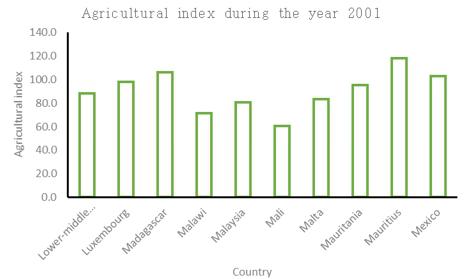 Agricultural index during the year 2001
140.0
120.0
100.0
80.0
60.0
40.0
20.0
0.0
Agricultural index
Lower-middle...
Luxembourg
Madagascar
Malawi
Malaysia
Mali
Malta
Mauritania
Mauritius
Mexico
Country